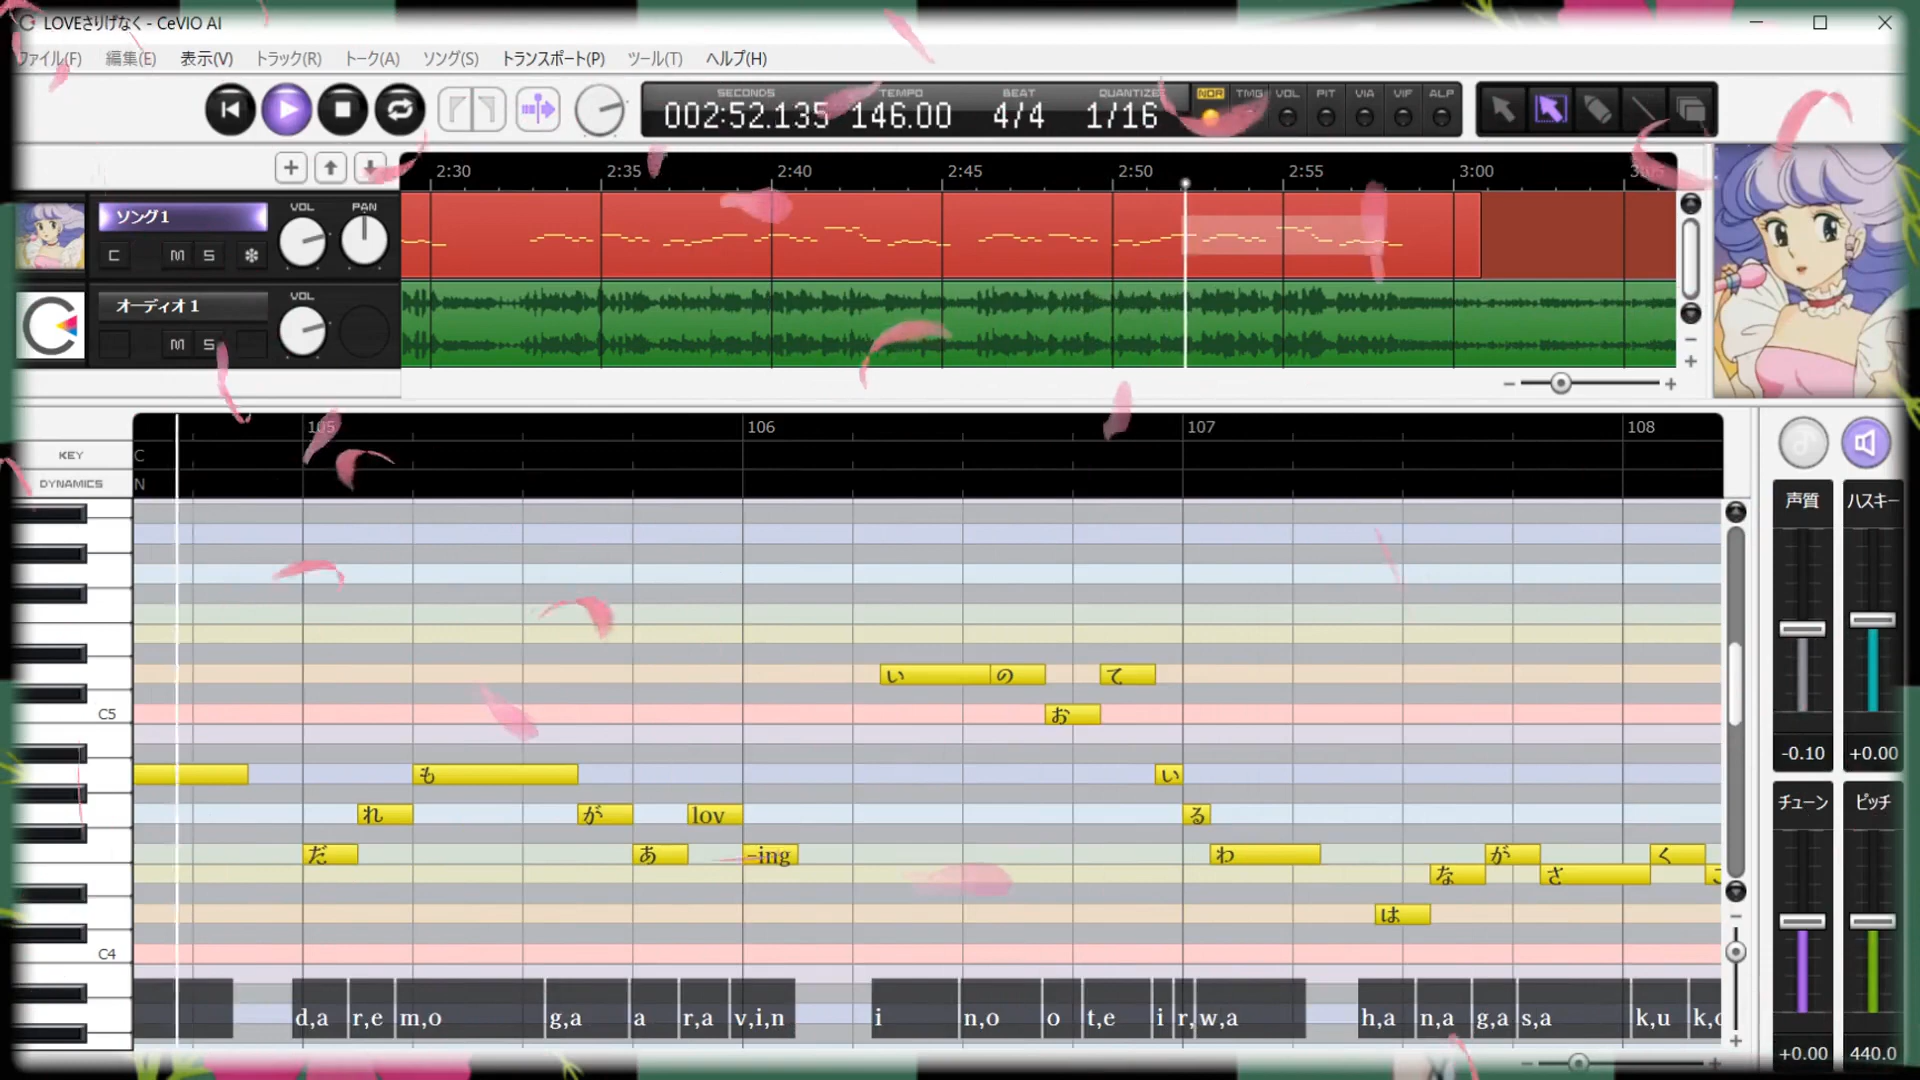 LOVEさりげなく - CeVIO AI
ファイル(F) 編集(E) 表示(V) トラック(R) トーク(A) ソング(S) トランスポート(P) ツール(T) ヘルプ(H)
SECONDS TEMPO BEAT QUANTIZE NOR TMG VOL PIT VIA VIF ALP
002:52.135 146.00 4/4 1/16
2:30 2:35 2:40 2:45 2:50 2:55 3:00 3:05
ソング1 VOL PAN
C M S
オーディオ1 VOL
M S
105 106 107 108
KEY C
DYNAMICS N
声質 ハスキー
い の て
C5 お
も い
-0.10 +0.00
れ が lov る
チューン ピッチ
だ あ -ing わ が く
な さ こ
は
C4
d,a r,e m,o g,a a r,a v,i,n i n,o o t,e i r, w,a h,a n,a g,a s,a k,u k,o
+0.00 440.0